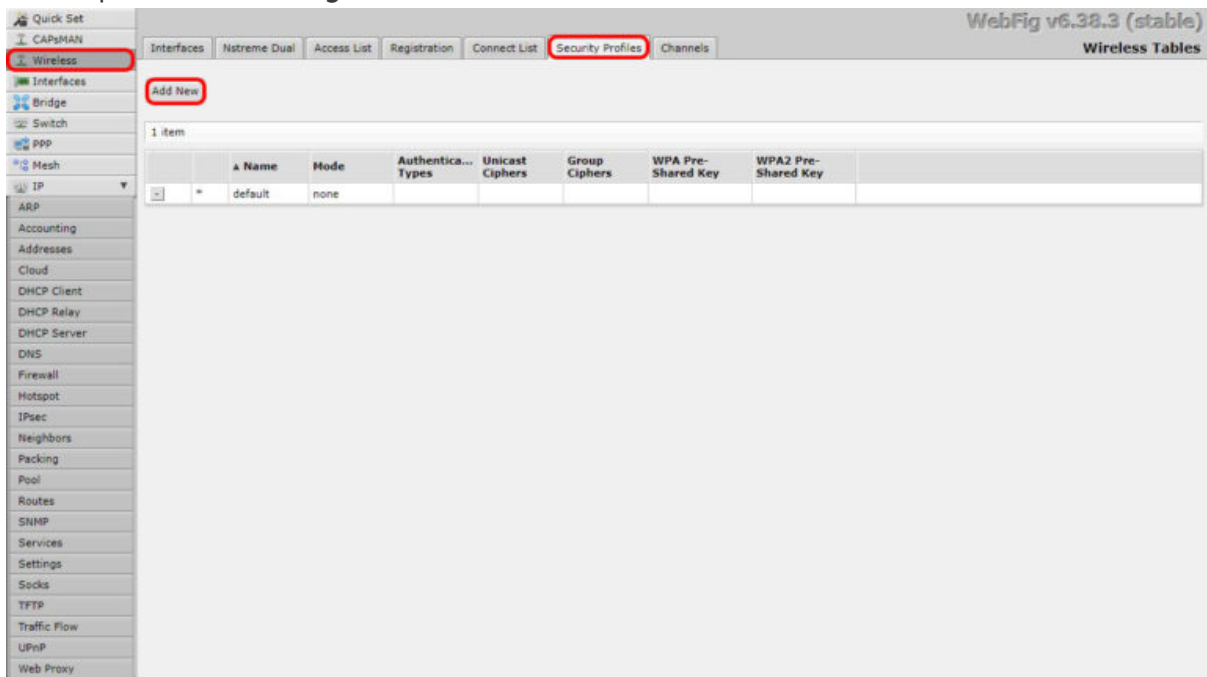 Quick Set
WebFig v6.38.3 (stable)
CAPsMAN
Interfaces Nstreme Dual Access List Registration Connect List Security Profiles Channels
Wireless Tables
Wireless
Interfaces
Add New
Bridge
Switch
1 item
PPP
Mesh
▲ Name Mode Authentica... Types Unicast Ciphers Group Ciphers WPA Pre-Shared Key WPA2 Pre-Shared Key
IP ▼
- * default none
ARP
Accounting
Addresses
Cloud
DHCP Client
DHCP Relay
DHCP Server
DNS
Firewall
Hotspot
IPsec
Neighbors
Packing
Pool
Routes
SNMP
Services
Settings
Socks
TFTP
Traffic Flow
UPnP
Web Proxy